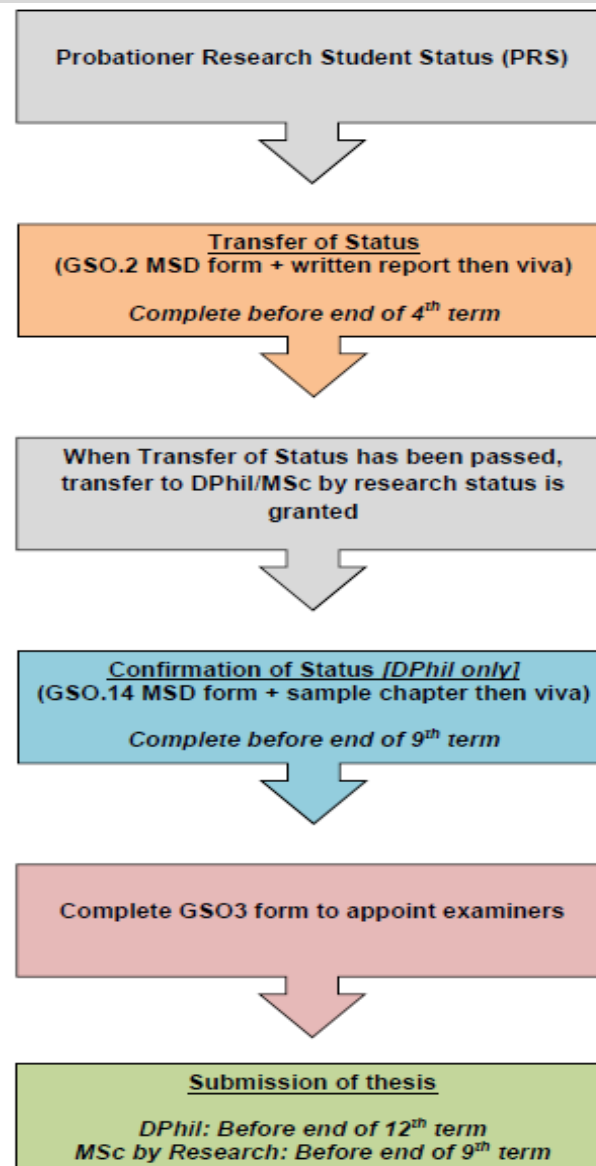 Probationer Research Student Status (PRS)
Transfer of Status
(GSO.2 MSD form + written report then viva)
Complete before end of 4th term
When Transfer of Status has been passed,
transfer to DPhil/MSc by research status is
granted
Confirmation of Status [DPhil only]
(GSO.14 MSD form + sample chapter then viva)
Complete before end of 9th term
Complete GSO3 form to appoint examiners
Submission of thesis
DPhil: Before end of 12th term
MSc by Research: Before end of 9th term